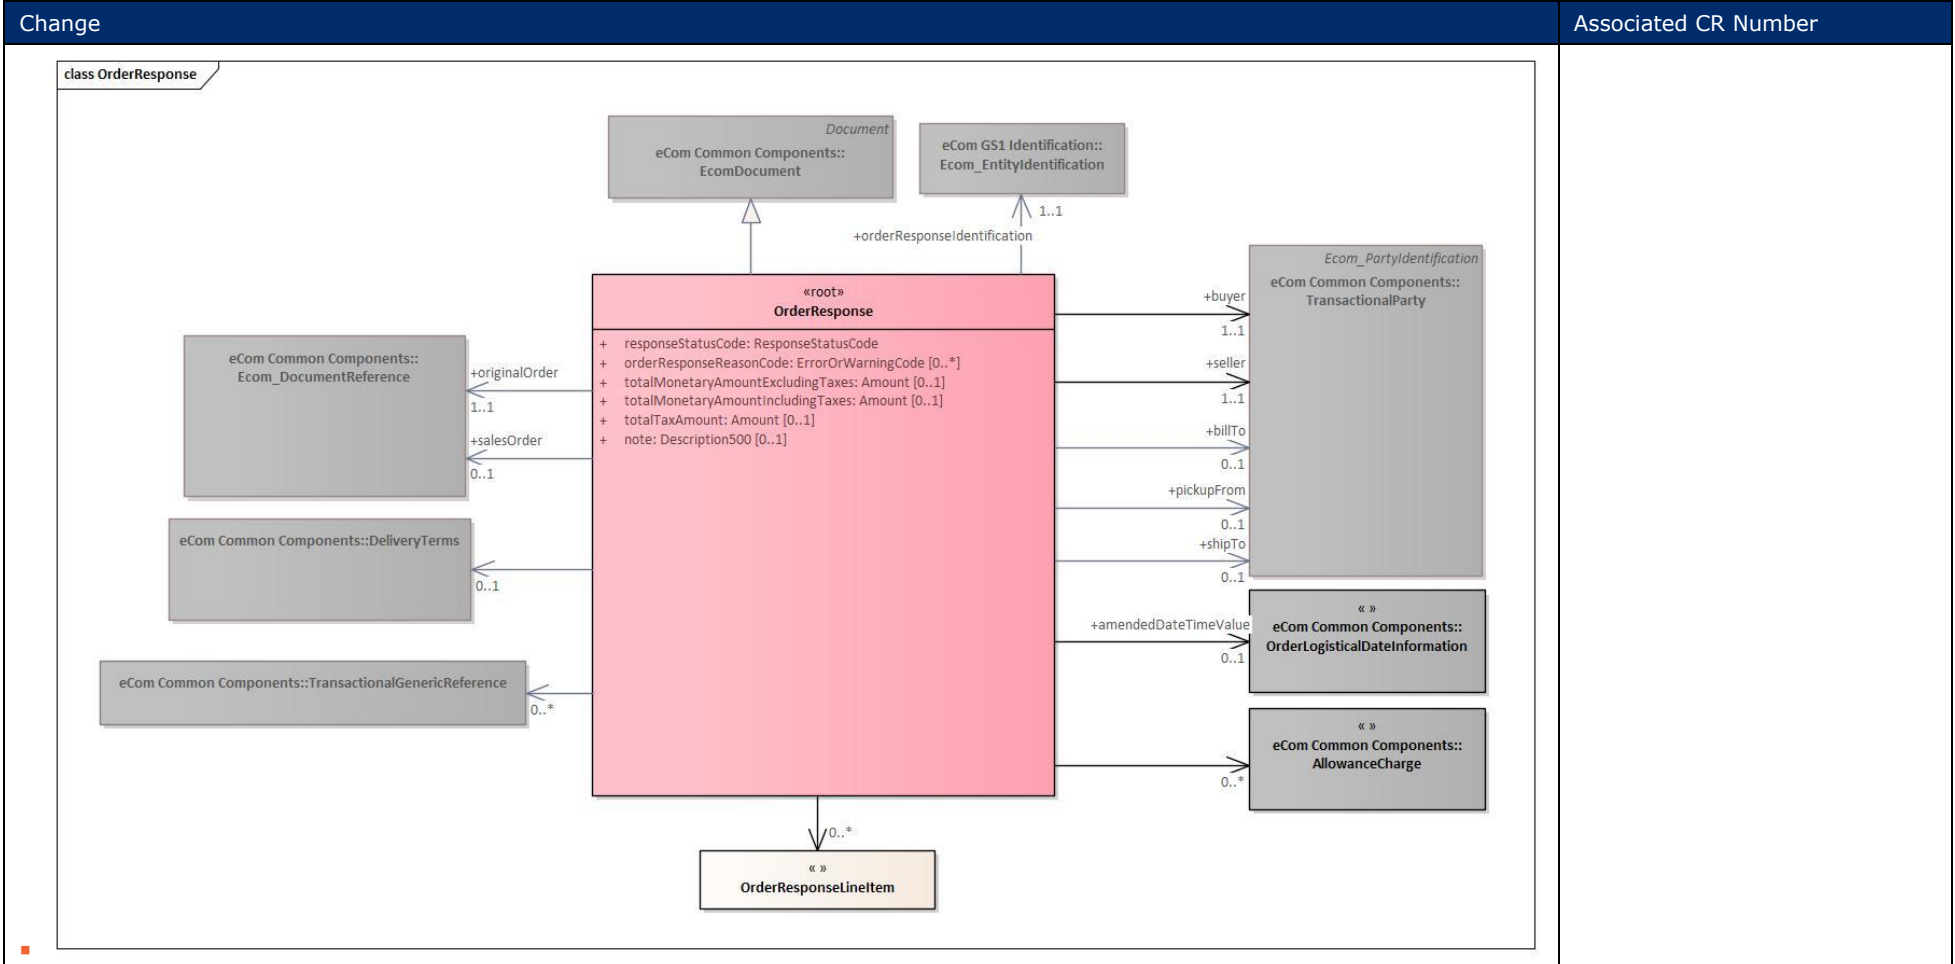 Change
Associated CR Number
class OrderResponse
Document
eCom Common Components::
EcomDocument
eCom GS1 Identification::
Ecom_EntityIdentification
1..1
+orderResponseIdentification
Ecom_PartyIdentification
eCom Common Components::
TransactionalParty
«root»
OrderResponse
+ responseStatusCode: ResponseStatusCode
+ orderResponseReasonCode: ErrorOrWarningCode [0..*]
+ totalMonetaryAmountExcludingTaxes: Amount [0..1]
+ totalMonetaryAmountIncludingTaxes: Amount [0..1]
+ totalTaxAmount: Amount [0..1]
+ note: Description500 [0..1]
+buyer
1..1
+seller
1..1
+billTo
0..1
+pickupFrom
0..1
+shipTo
0..1
eCom Common Components::
Ecom_DocumentReference
+originalOrder
1..1
+salesOrder
0..1
eCom Common Components::DeliveryTerms
0..1
eCom Common Components::TransactionalGenericReference
0..*
+amendedDateTimeValue
0..1
« »
eCom Common Components::
OrderLogisticalDateInformation
« »
eCom Common Components::
AllowanceCharge
0..*
0..*
« »
OrderResponseLineItem